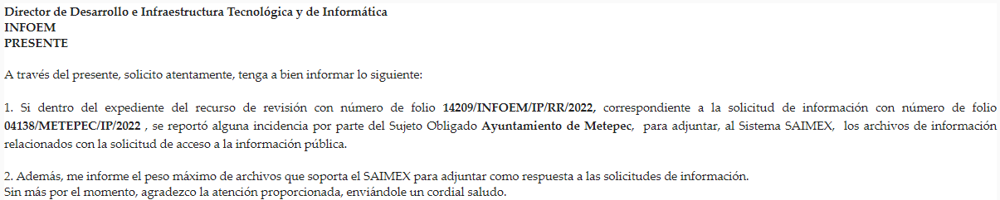 Director de Desarrollo e Infraestructura Tecnológica y de Informática
INFOEM
PRESENTE
A través del presente, solicito atentamente, tenga a bien informar lo siguiente:
1. Si dentro del expediente del recurso de revisión con número de folio 14209/INFOEM/IP/RR/2022, correspondiente a la solicitud de información con número de folio
04138/METEPEC/IP/2022 , se reportó alguna incidencia por parte del Sujeto Obligado Ayuntamiento de Metepec, para adjuntar, al Sistema SAIMEX, los archivos de información
relacionados con la solicitud de acceso a la información pública.
2. Además, me informe el peso máximo de archivos que soporta el SAIMEX para adjuntar como respuesta a las solicitudes de información.
Sin más por el momento, agradezco la atención proporcionada, enviándole un cordial saludo.